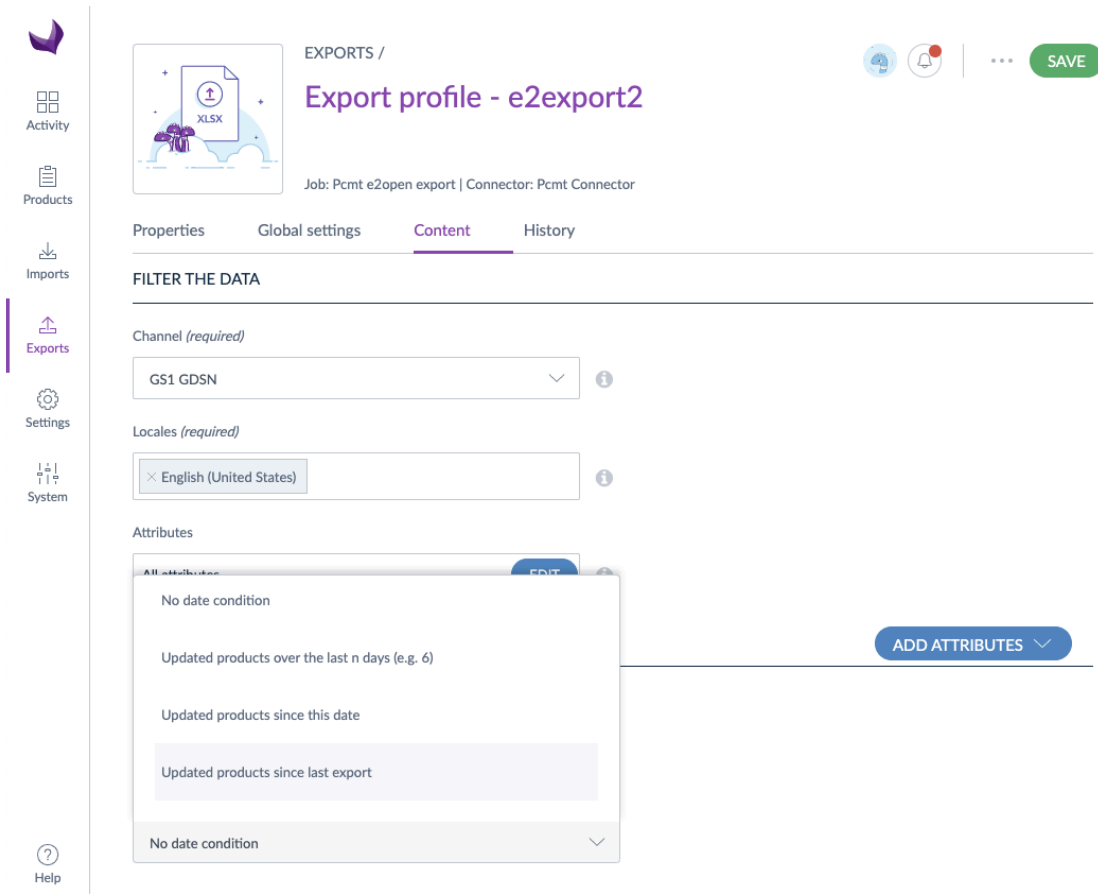 EXPORTS /
SAVE
XLSX
Export profile - e2export2
Activity
Job: Pcmt e2open export | Connector: Pcmt Connector
Products
Properties
Global settings
Content
History
Imports
FILTER THE DATA
Channel (required)
Exports
GS1 GDSN
Settings
Locales (required)
× English (United States)
System
Attributes
All attributes
EDIT
No date condition
ADD ATTRIBUTES
Updated products over the last n days (e.g. 6)
Updated products since this date
Updated products since last export
No date condition
Help